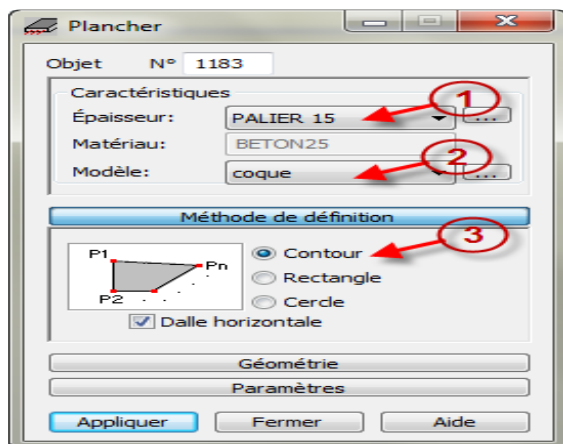 Plancher
Objet N° 1183
Caractéristiques
1
Épaisseur: PALIER 15 ...
Matériau: BETON25
2
Modèle: coque ...
Méthode de définition
3
P1 Pn
P2
Contour
Rectangle
Cercle
Dalle horizontale
Géométrie
Paramètres
Appliquer Fermer Aide